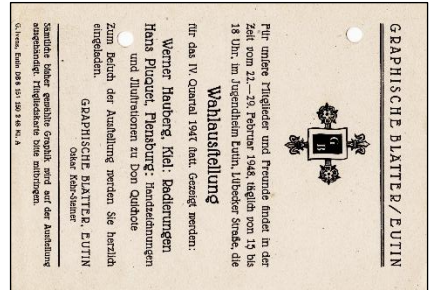 GRAPHISCHE BLÄTTER/EUTIN
G
B
Für unsere Mitglieder und Freunde findet in der
Zeit vom 22.—29. Februar 1948, täglich von 15 bis
18 Uhr, im Jugendheim Eutin, Lübecker Straße, die
Wahlausstellung
für das IV. Quartal 1947 statt. Gezeigt werden:
Werner Hauberg, Kiel: Radierungen
Hans Pluquet, Flensburg: Handzeichnungen
und Illustrationen zu Don Quichote
Zum Besuch der Ausstellung werden Sie herzlich
eingeladen.
GRAPHISCHE BLÄTTER, EUTIN
Oskar Kehr-Steiner
Sämtliche bisher gewählte Graphik wird auf der Ausstellung
ausgehändigt. Mitgliedskarte bitte mitbringen.
G. Ivens, Eutin